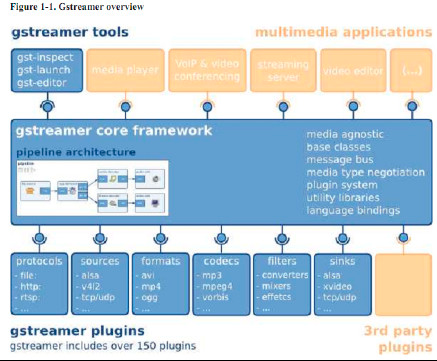 Figure 1-1. Gstreamer overview
gstreamer tools
multimedia applications
gst-inspect
gst-launch
gst-editor
media player
VoIP & video
conferencing
streaming
server
video editor
(...)
gstreamer core framework
pipeline architecture
media agnostic
base classes
message bus
media type negotiation
plugin system
utility libraries
language bindings
pipeline
protocols
- file:
- http:
- rtsp:
- ...
sources
- alsa
- v4l2
- tcp/udp
- ...
formats
- avi
- mp4
- ogg
- ...
codecs
- mp3
- mpeg4
- vorbis
- ...
filters
- converters
- mixers
- effetcs
- ...
sinks
- alsa
- xvideo
- tcp/udp
- ...
gstreamer plugins
gstreamer includes over 150 plugins
3rd party
plugins